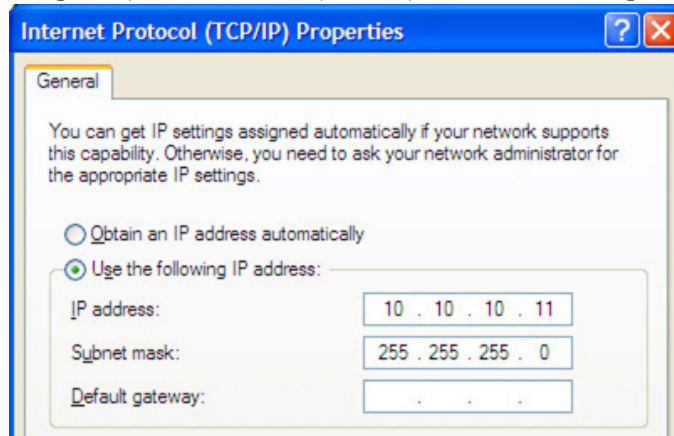 Internet Protocol (TCP/IP) Properties
General
You can get IP settings assigned automatically if your network supports
this capability. Otherwise, you need to ask your network administrator for
the appropriate IP settings.
Obtain an IP address automatically
Use the following IP address:
IP address: 10 . 10 . 10 . 11
Subnet mask: 255 . 255 . 255 . 0
Default gateway: . . .